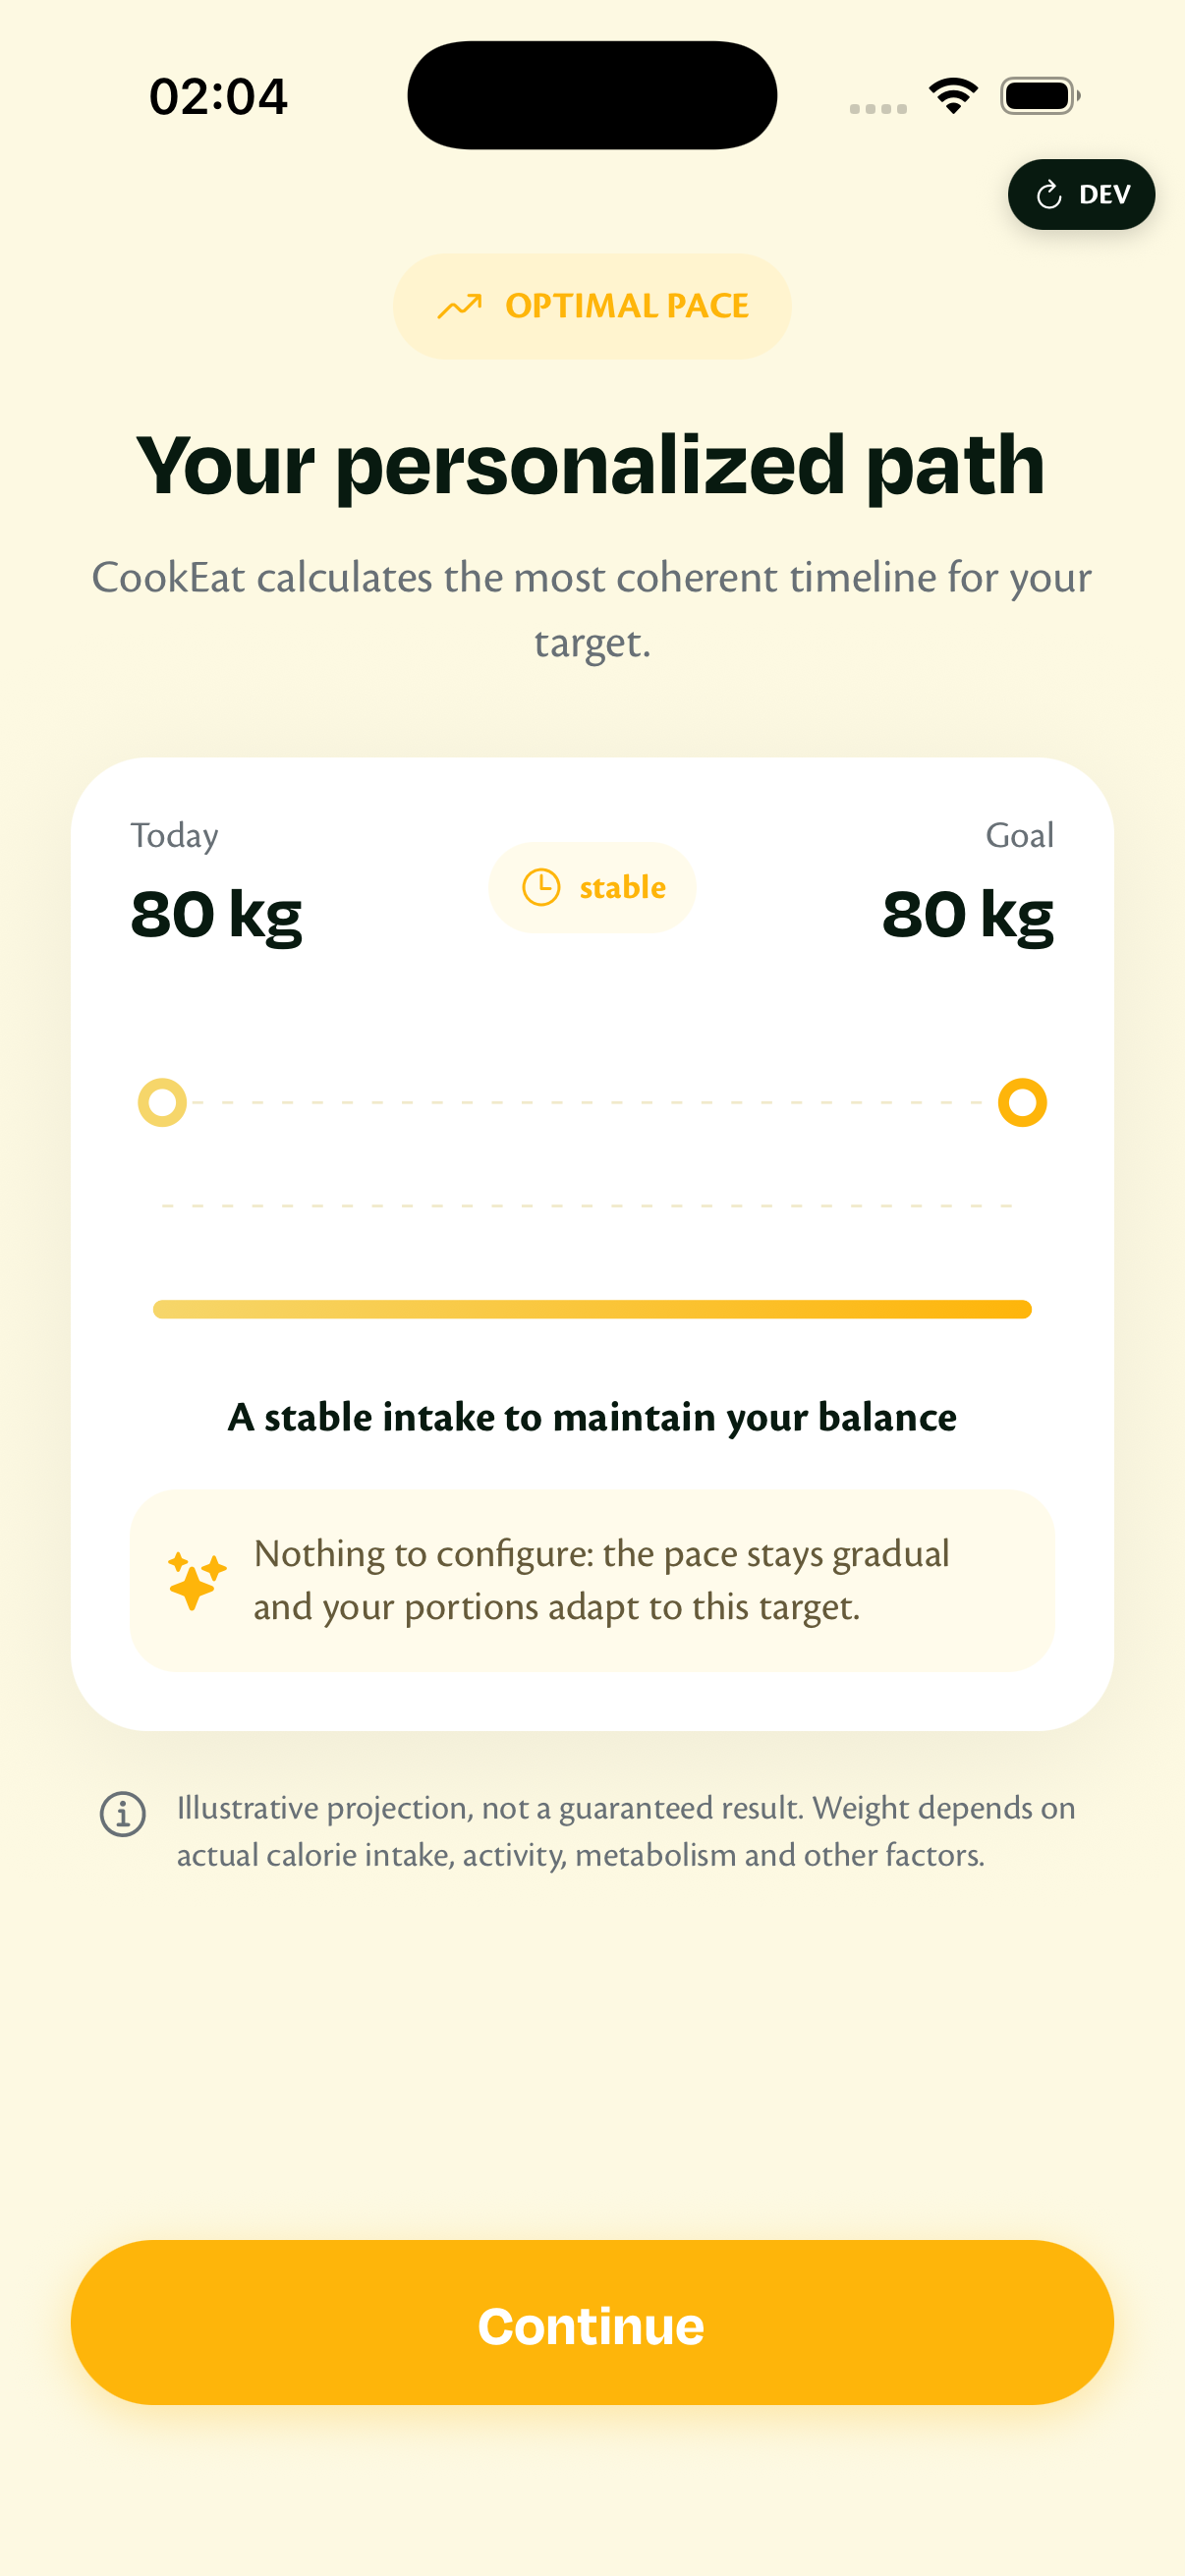 02:04
DEV
OPTIMAL PACE
Your personalized path
CookEat calculates the most coherent timeline for your
target.
Today
80 kg
stable
Goal
80 kg
A stable intake to maintain your balance
Nothing to configure: the pace stays gradual
and your portions adapt to this target.
Illustrative projection, not a guaranteed result. Weight depends on
actual calorie intake, activity, metabolism and other factors.
Continue